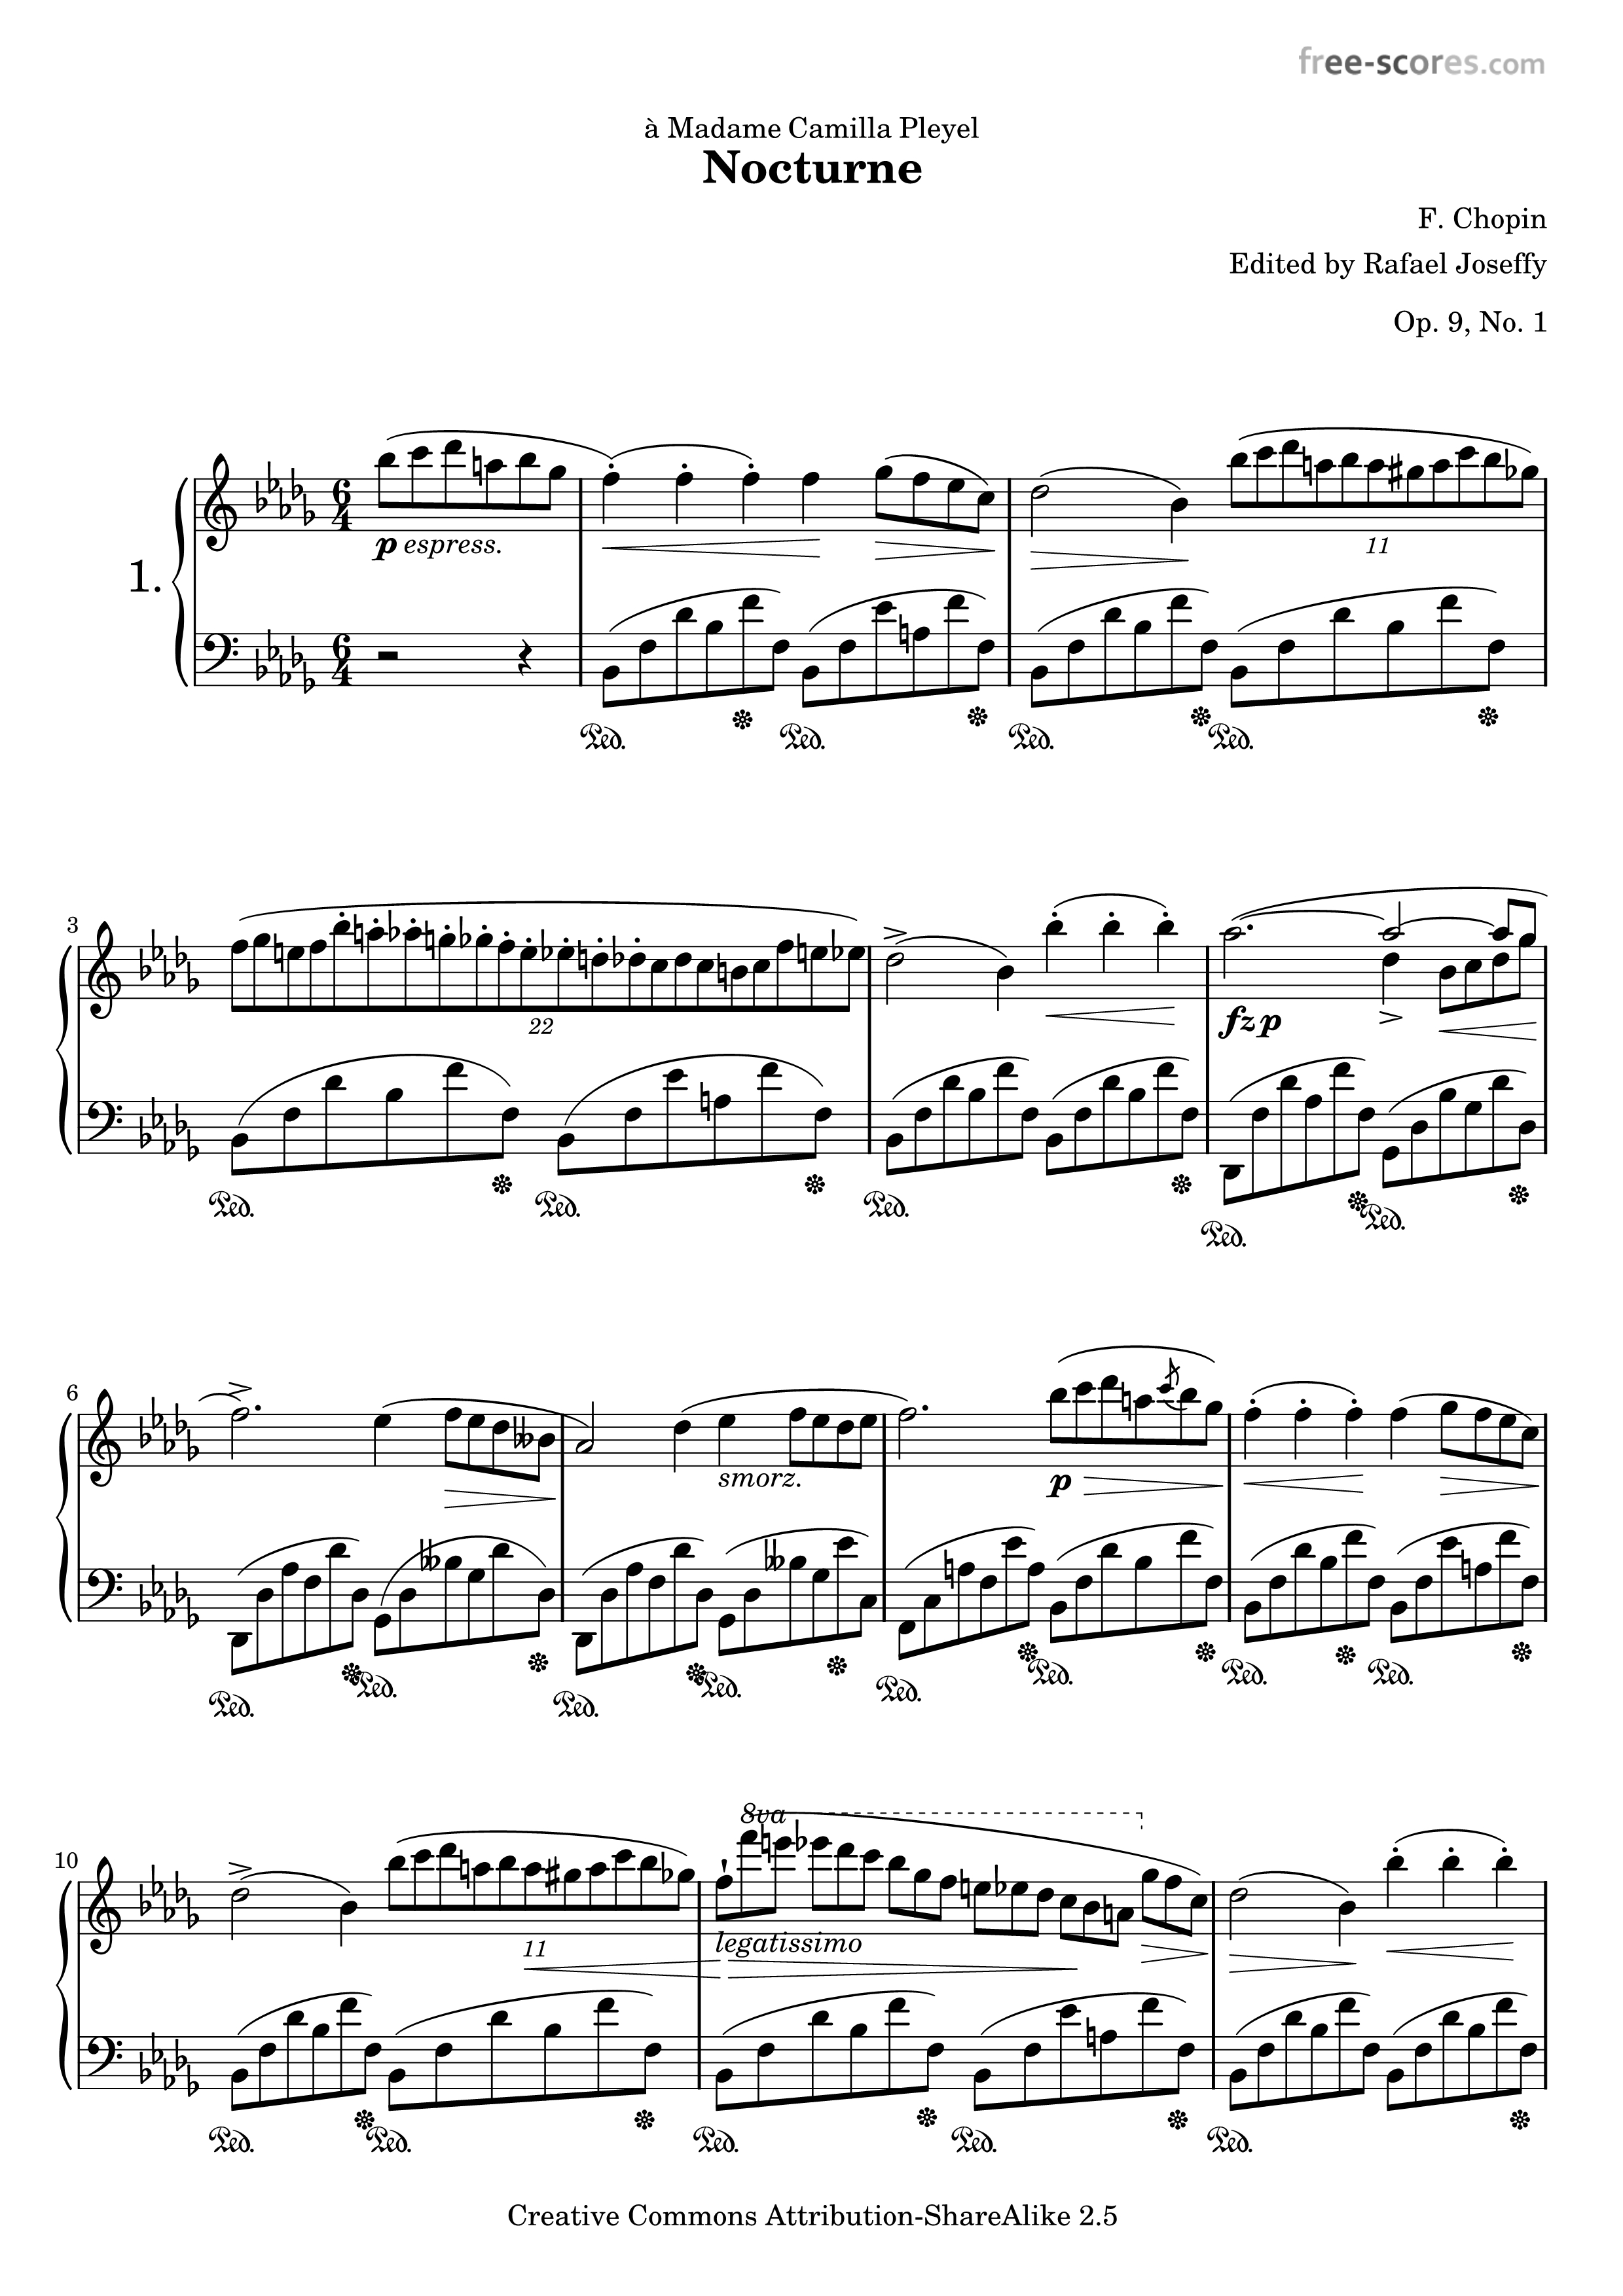 free-scores.com
à Madame Camilla Pleyel
Nocturne
F. Chopin
Edited by Rafael Joseffy
Op. 9, No. 1
1.
6
4
p espress.
11
6
4
Ped. Ped. Ped. Ped.
3
22
fz p
Ped. Ped. Ped. Ped. Ped.
6
smorz.
p
Ped. Ped. Ped. Ped. Ped. Ped. Ped. Ped.
8va
10
11
legatissimo
Ped. Ped. Ped. Ped. Ped.
Creative Commons Attribution-ShareAlike 2.5